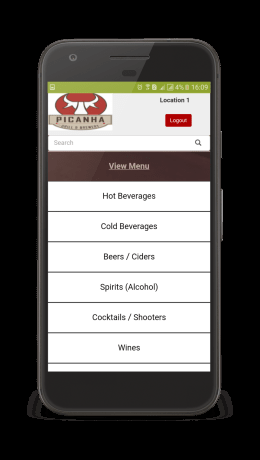 4% 16:09
PICANHA
GRILL & BREWERY
Location 1
Logout
Search
View Menu
Hot Beverages
Cold Beverages
Beers / Ciders
Spirits (Alcohol)
Cocktails / Shooters
Wines